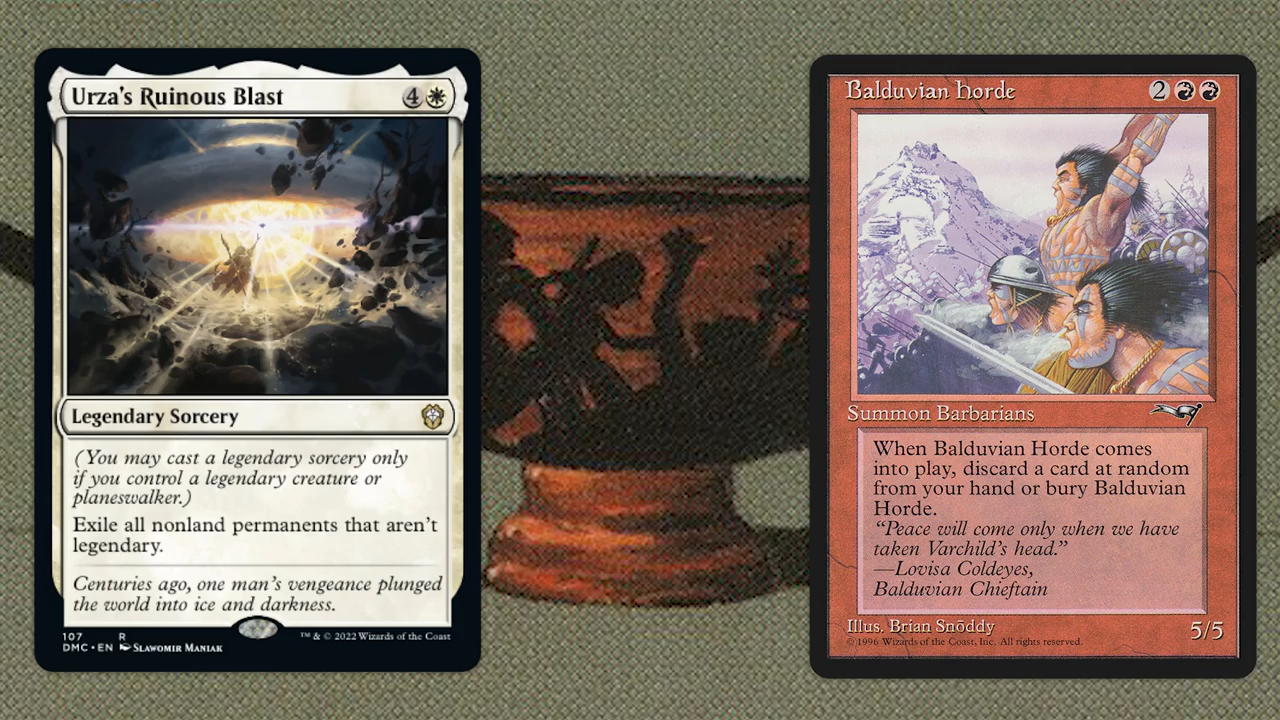 Urza's Ruinous Blast 4
Legendary Sorcery
(You may cast a legendary sorcery only
if you control a legendary creature or
planeswalker.)
Exile all nonland permanents that aren't
legendary.
Centuries ago, one man's vengeance plunged
the world into ice and darkness.
107 R
DMC • EN SLAWOMIR MANIAK
™ & © 2022 Wizards of the Coast
Balduvian Horde 2
Summon Barbarians
When Balduvian Horde comes
into play, discard a card at random
from your hand or bury Balduvian
Horde.
"Peace will come only when we have
taken Varchild's head."
—Lovisa Coldeyes,
Balduvian Chieftain
Illus. Brian Snōddy
5/5
© 1996 Wizards of the Coast, Inc. All rights reserved.